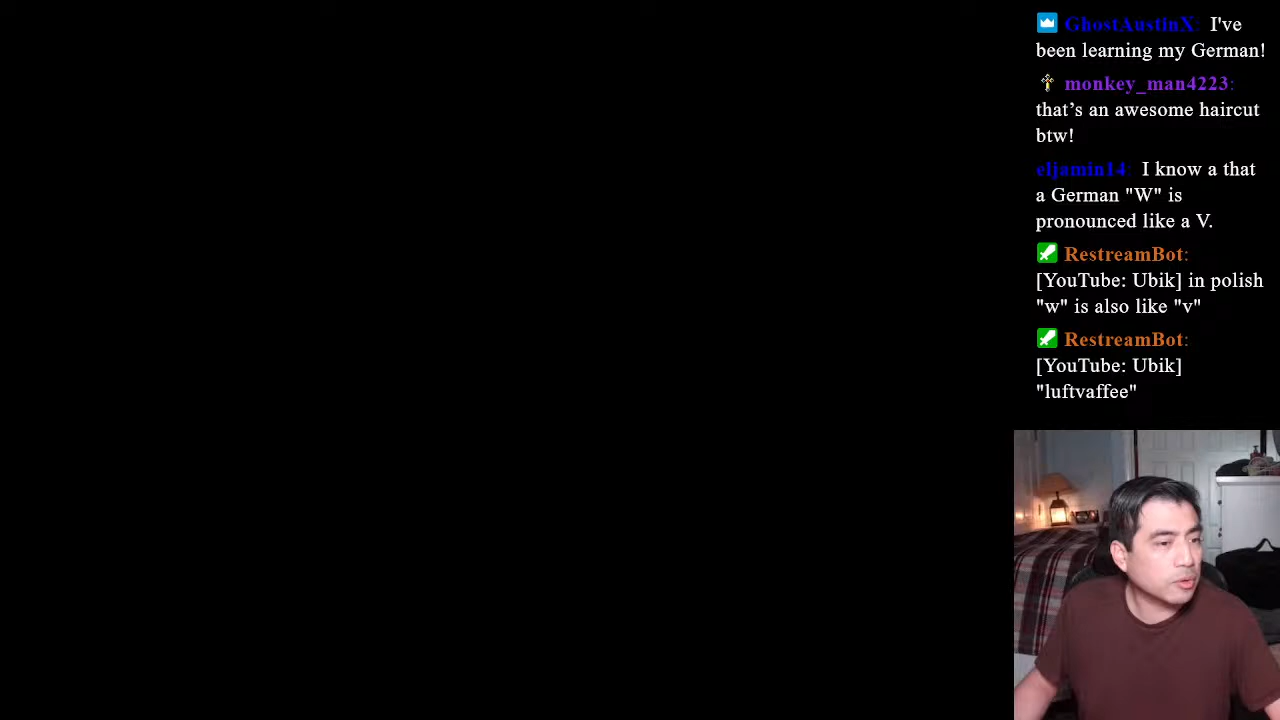 GhostAustinX: I've
been learning my German!
monkey_man4223:
that’s an awesome haircut
btw!
eljamin14: I know a that
a German "W" is
pronounced like a V.
RestreamBot:
[YouTube: Ubik] in polish
"w" is also like "v"
RestreamBot:
[YouTube: Ubik]
"luftvaffee"